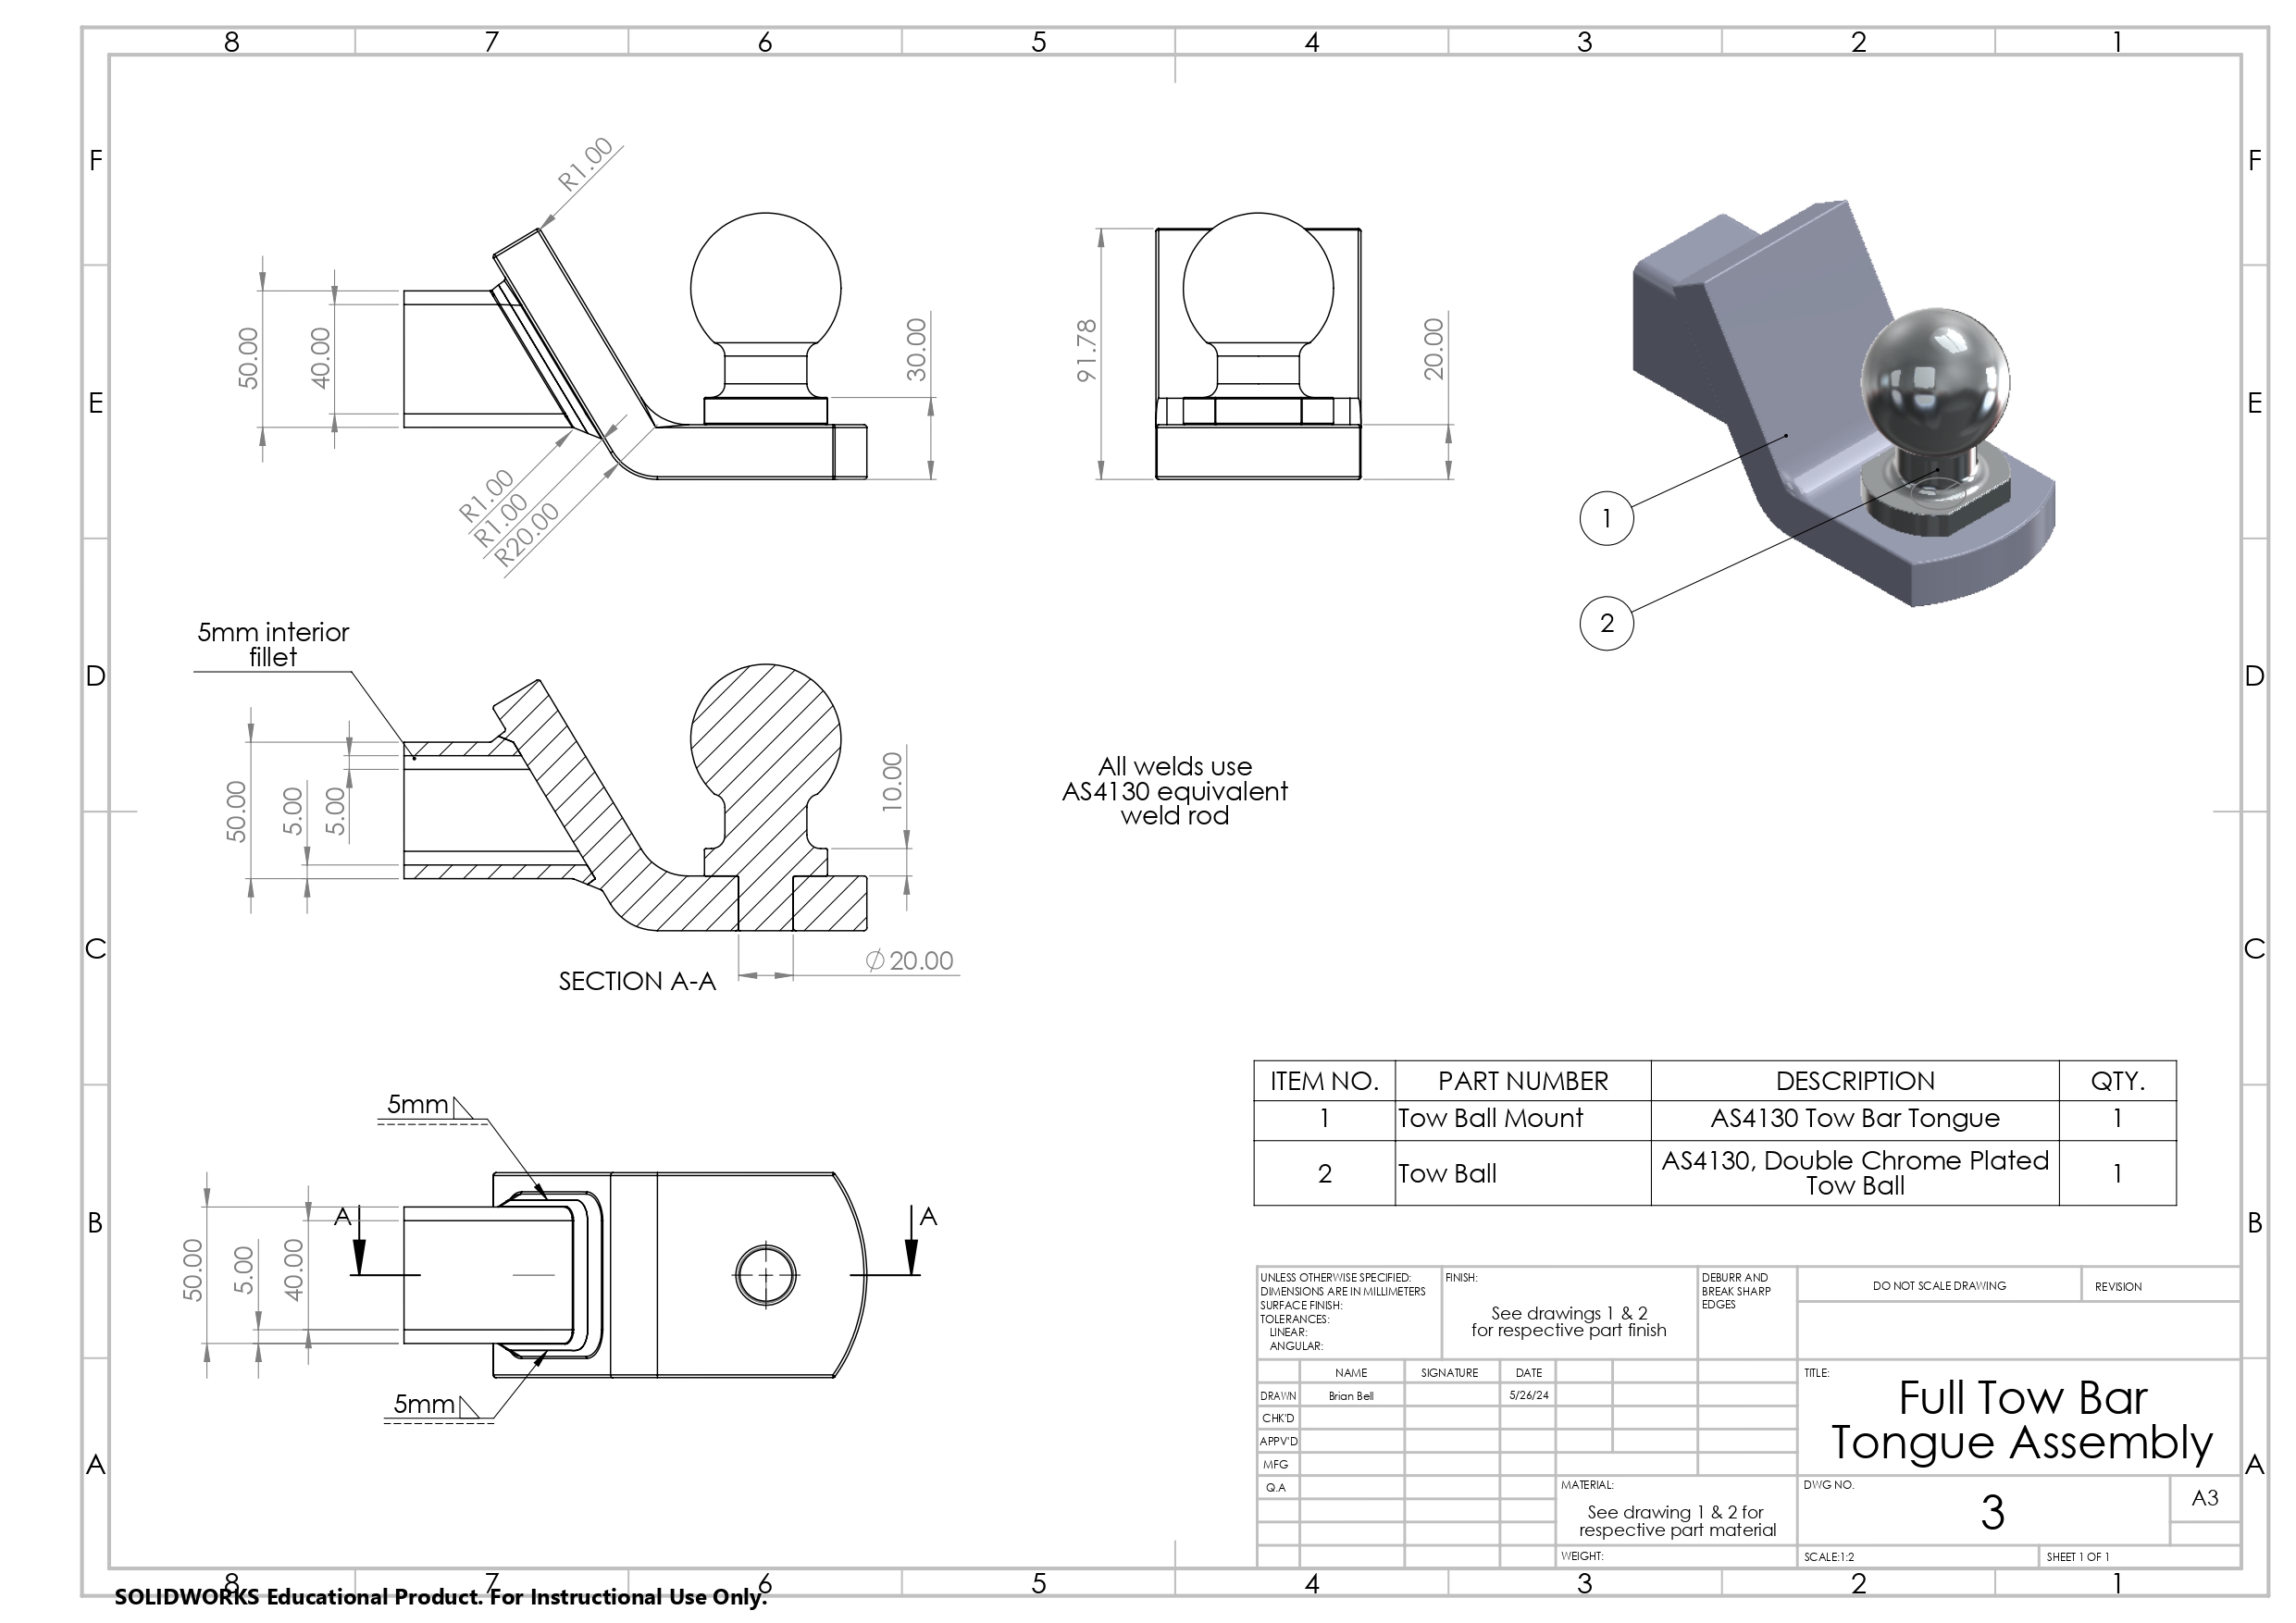 8 7 6 5 4 3 2 1
F F
R1.00
50.00
40.00
30.00
91.78
20.00
E E
R1.00
R1.00
R20.00
1
2
5mm interior
fillet
D D
50.00
5.00
5.00
10.00
All welds use
AS4130 equivalent
weld rod
C C
⌀20.00
SECTION A-A
ITEM NO. PART NUMBER DESCRIPTION QTY.
1 Tow Ball Mount AS4130 Tow Bar Tongue 1
2 Tow Ball AS4130, Double Chrome Plated
Tow Ball 1
5mm
A A
B B
50.00
5.00
40.00
5mm
UNLESS OTHERWISE SPECIFIED:
DIMENSIONS ARE IN MILLIMETERS
SURFACE FINISH:
TOLERANCES:
LINEAR:
ANGULAR:
FINISH:
See drawings 1 & 2
for respective part finish
DEBURR AND
BREAK SHARP
EDGES
DO NOT SCALE DRAWING
REVISION
NAME SIGNATURE DATE
DRAWN Brian Bell 5/26/24
CHK'D
APPV'D
MFG
Q.A
TITLE:
Full Tow Bar
Tongue Assembly
A A
MATERIAL:
See drawing 1 & 2 for
respective part material
DWG NO.
3
A3
WEIGHT:
SCALE:1:2
SHEET 1 OF 1
8 7 6 5 4 3 2 1
SOLIDWORKS Educational Product. For Instructional Use Only.